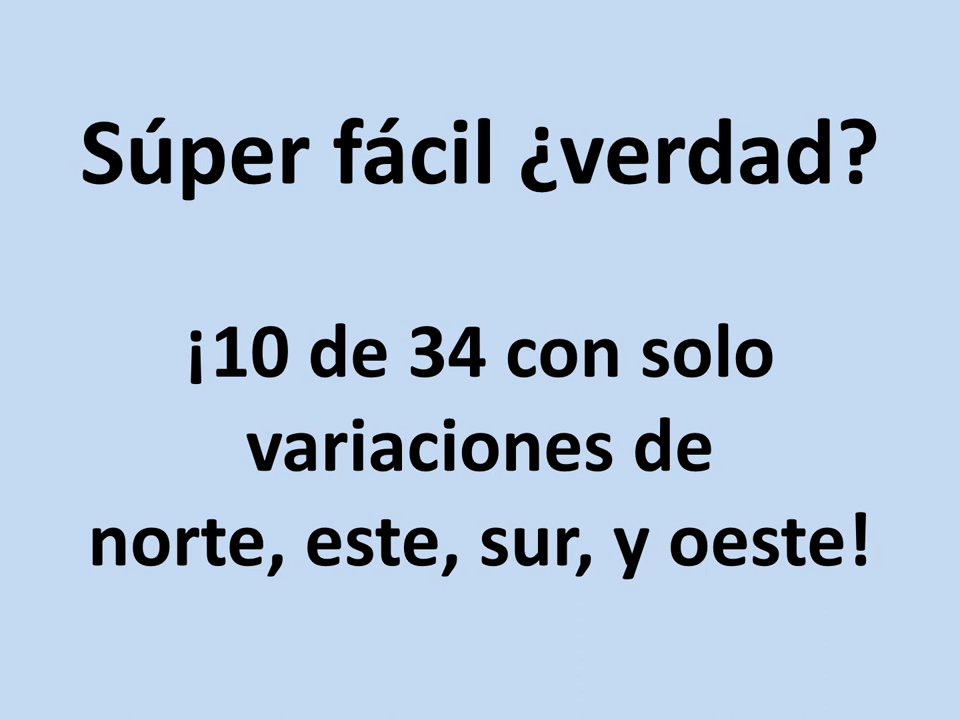 Súper fácil ¿verdad?
¡10 de 34 con solo
variaciones de
norte, este, sur, y oeste!